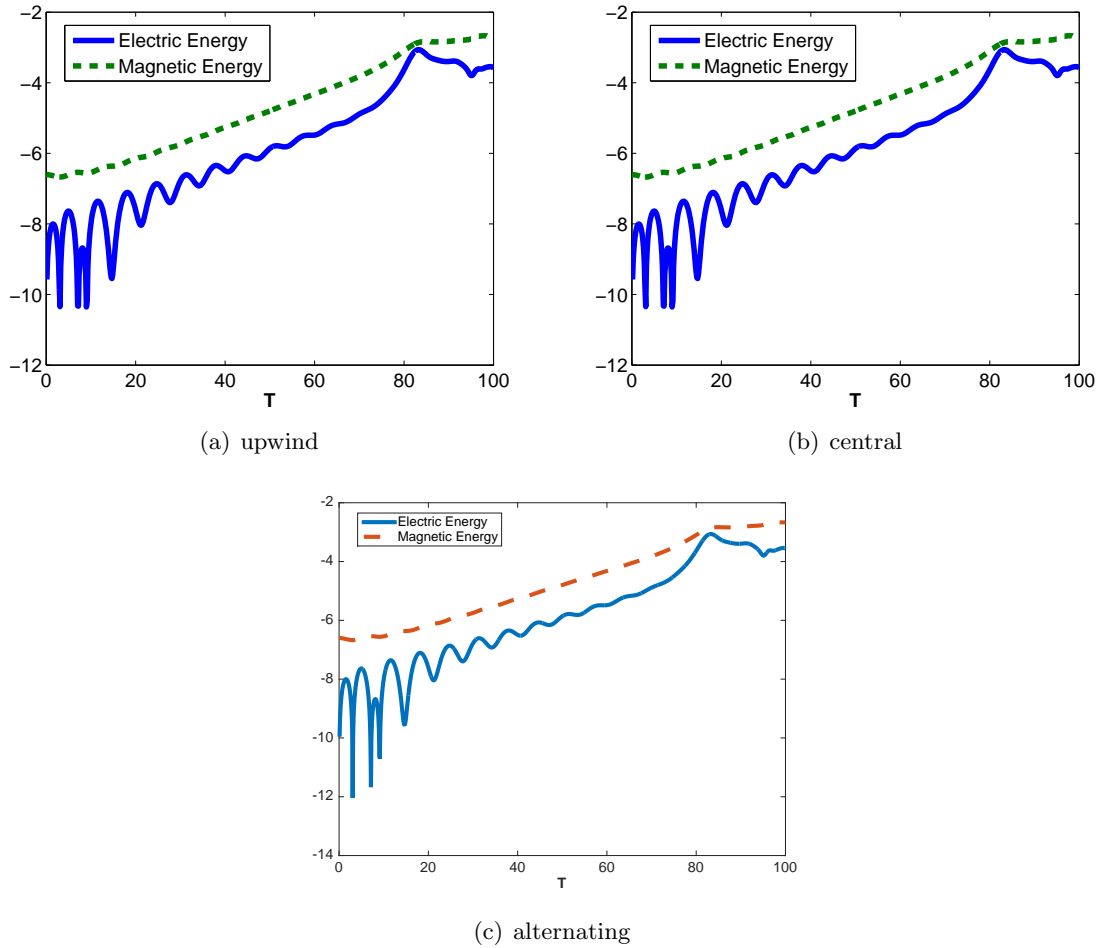 −2
−4
−6
−8
−10
−12
Electric Energy
Magnetic Energy
0 20 40 60 80 100
T
(a) upwind
−2
−4
−6
−8
−10
−12
Electric Energy
Magnetic Energy
0 20 40 60 80 100
T
(b) central
-2
-4
-6
-8
-10
-12
-14
Electric Energy
Magnetic Energy
0 20 40 60 80 100
T
(c) alternating